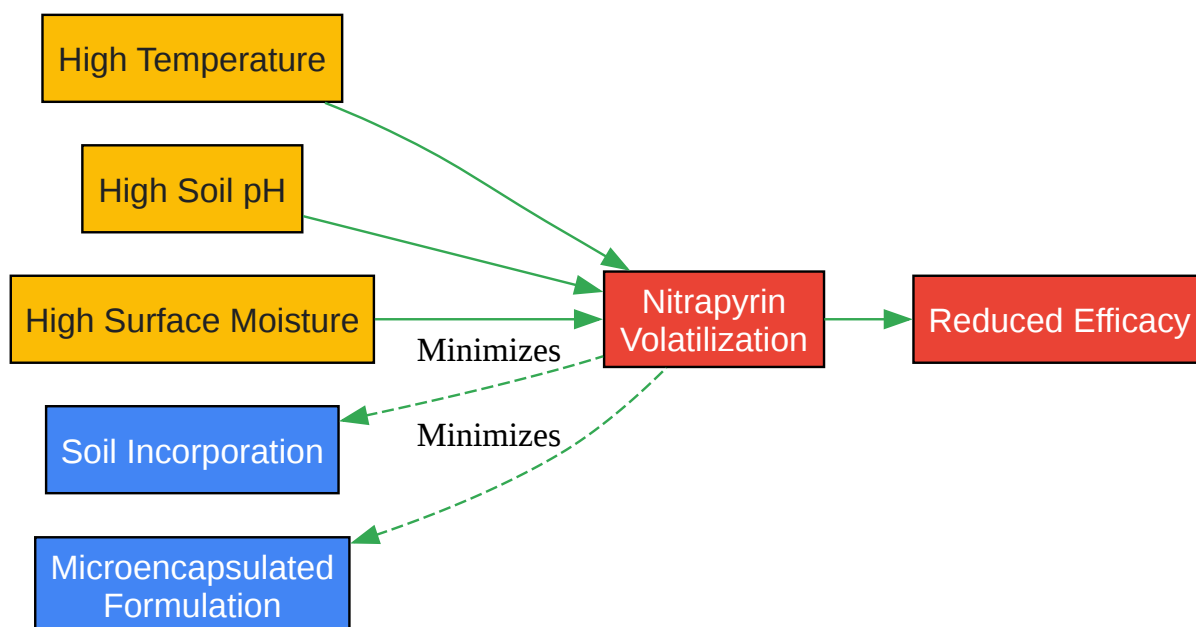 High Temperature
High Soil pH
High Surface Moisture
Nitrapyrin
Volatilization
Reduced Efficacy
Minimizes
Soil Incorporation
Minimizes
Microencapsulated
Formulation